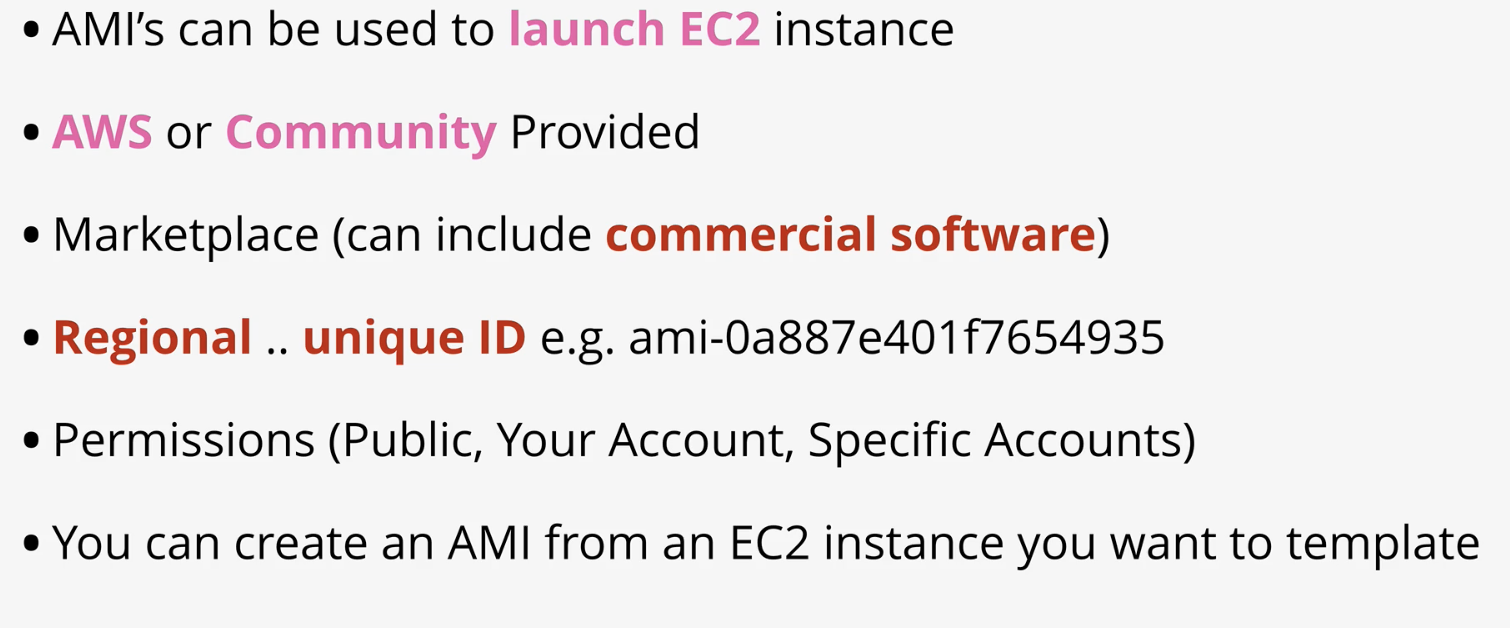 • AMI’s can be used to launch EC2 instance
• AWS or Community Provided
• Marketplace (can include commercial software)
• Regional .. unique ID e.g. ami-0a887e401f7654935
• Permissions (Public, Your Account, Specific Accounts)
• You can create an AMI from an EC2 instance you want to template